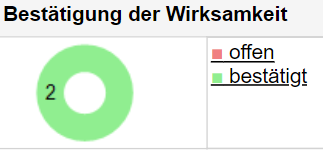 Bestätigung der Wirksamkeit
2
offen
bestätigt